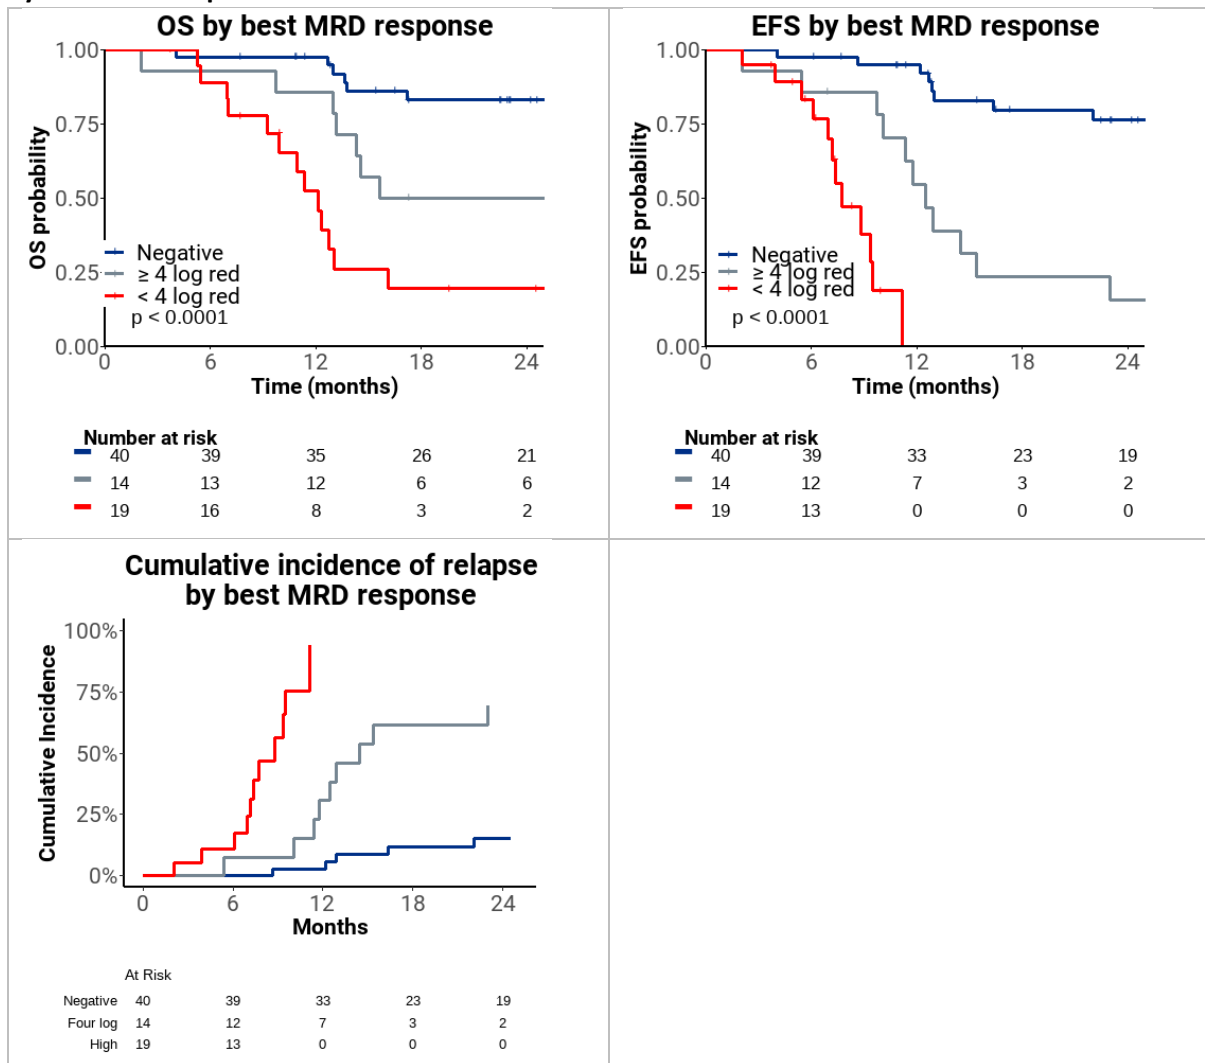 OS by best MRD response
1.00
0.75
0.50
0.25
0.00
OS probability
Negative
≥ 4 log red
< 4 log red
p < 0.0001
0 6 12 18 24
Time (months)
Number at risk
40 39 35 26 21
14 13 12 6 6
19 16 8 3 2
EFS by best MRD response
1.00
0.75
0.50
0.25
0.00
EFS probability
Negative
≥ 4 log red
< 4 log red
p < 0.0001
0 6 12 18 24
Time (months)
Number at risk
40 39 33 23 19
14 12 7 3 2
19 13 0 0 0
Cumulative incidence of relapse
by best MRD response
100%
75%
50%
25%
0%
Cumulative Incidence
0 6 12 18 24
Months
At Risk
Negative 40 39 33 23 19
Four log 14 12 7 3 2
High 19 13 0 0 0